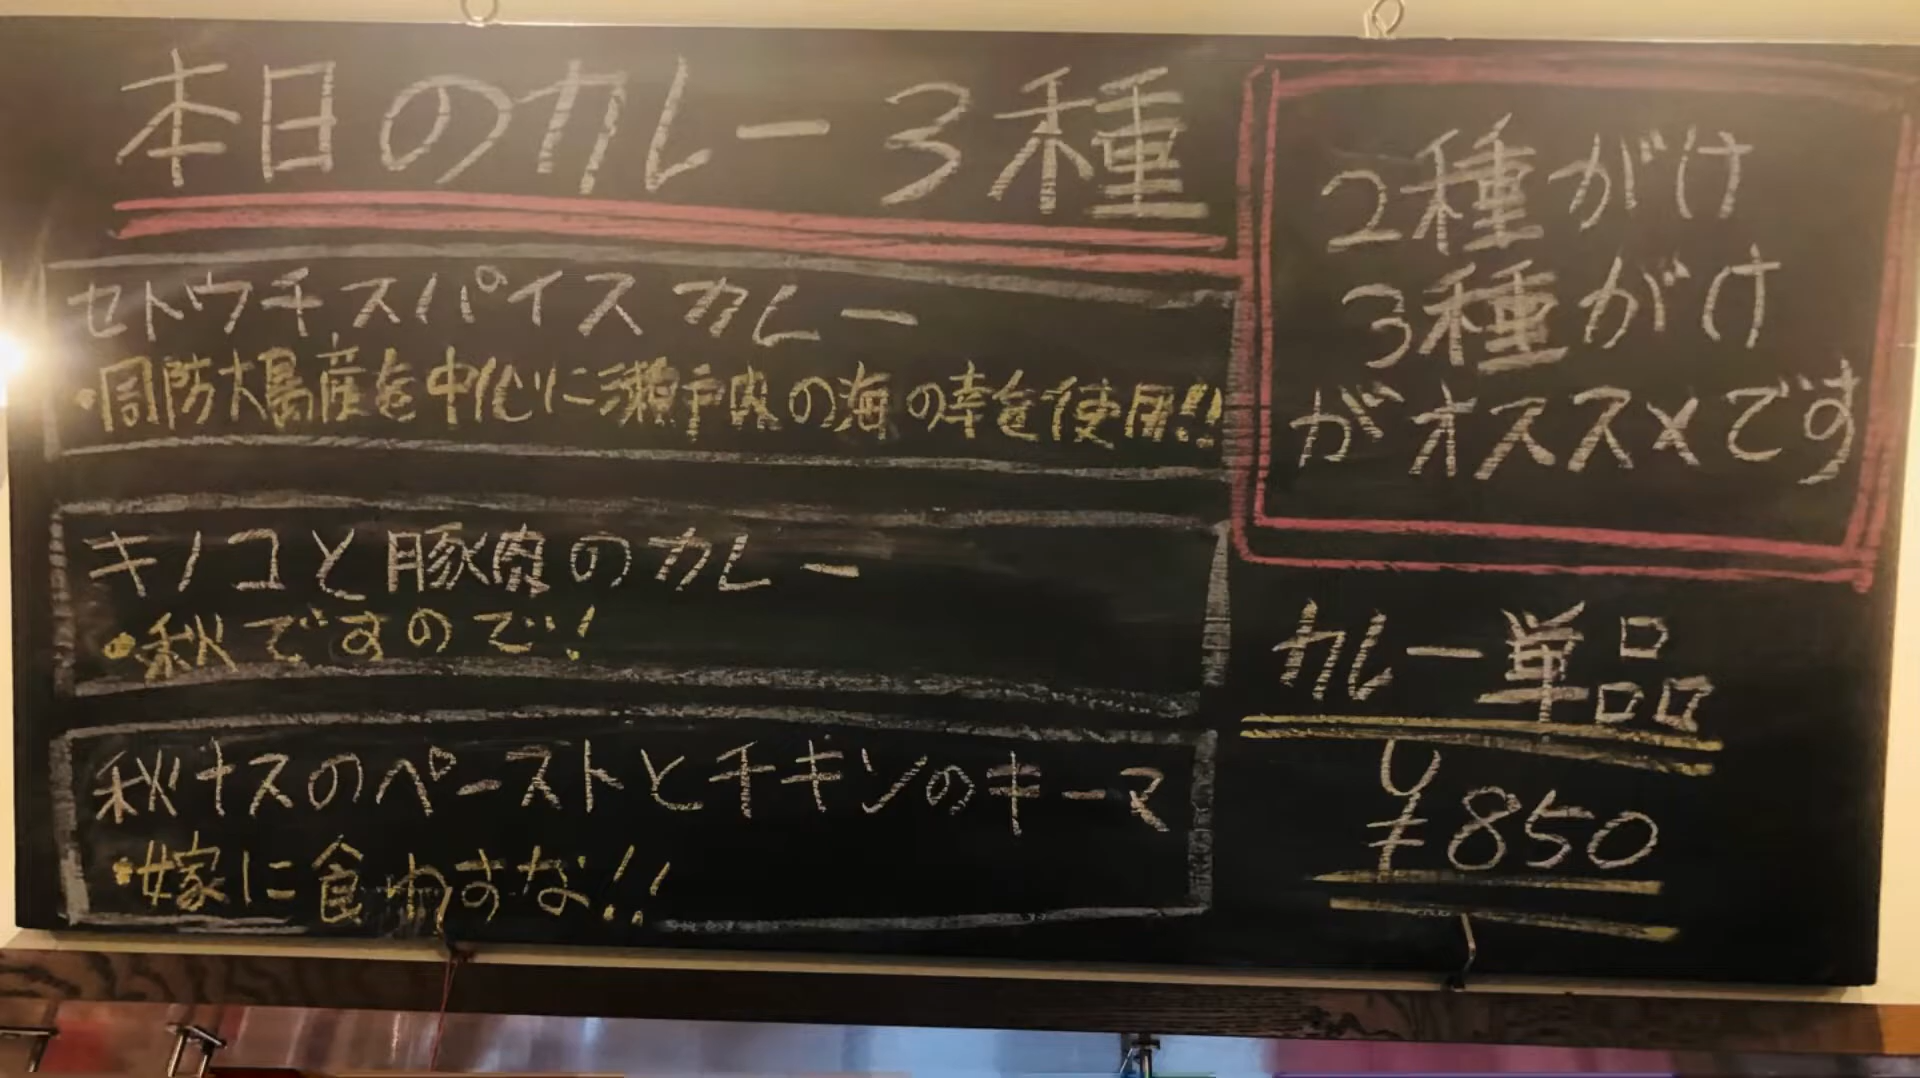 本日のカレー3種
セトウチスパイスカレー
・周防大島産を中心に瀬戸内の海の幸を使用!!
キノコと豚肉のカレー
・秋ですので!
秋ナスのペーストとチキンのキーマ
・嫁に食わすな!!
2種がけ
3種がけ
がオススメです
カレー単品
¥850